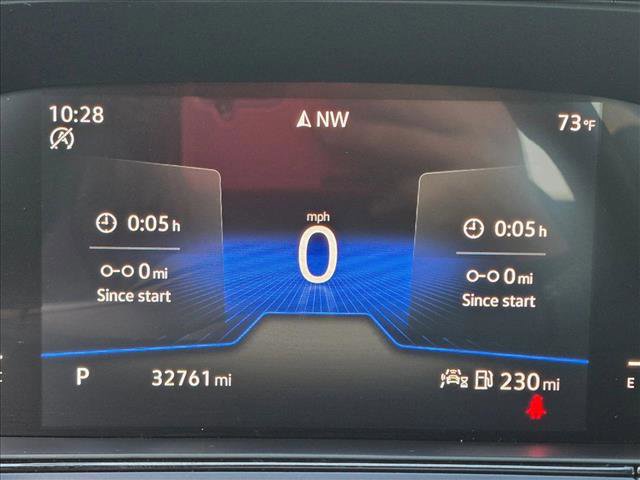 10:28
NW
73°F
mph
0
0:05 h
0 mi
Since start
0:05 h
0 mi
Since start
P
32761 mi
230 mi
E